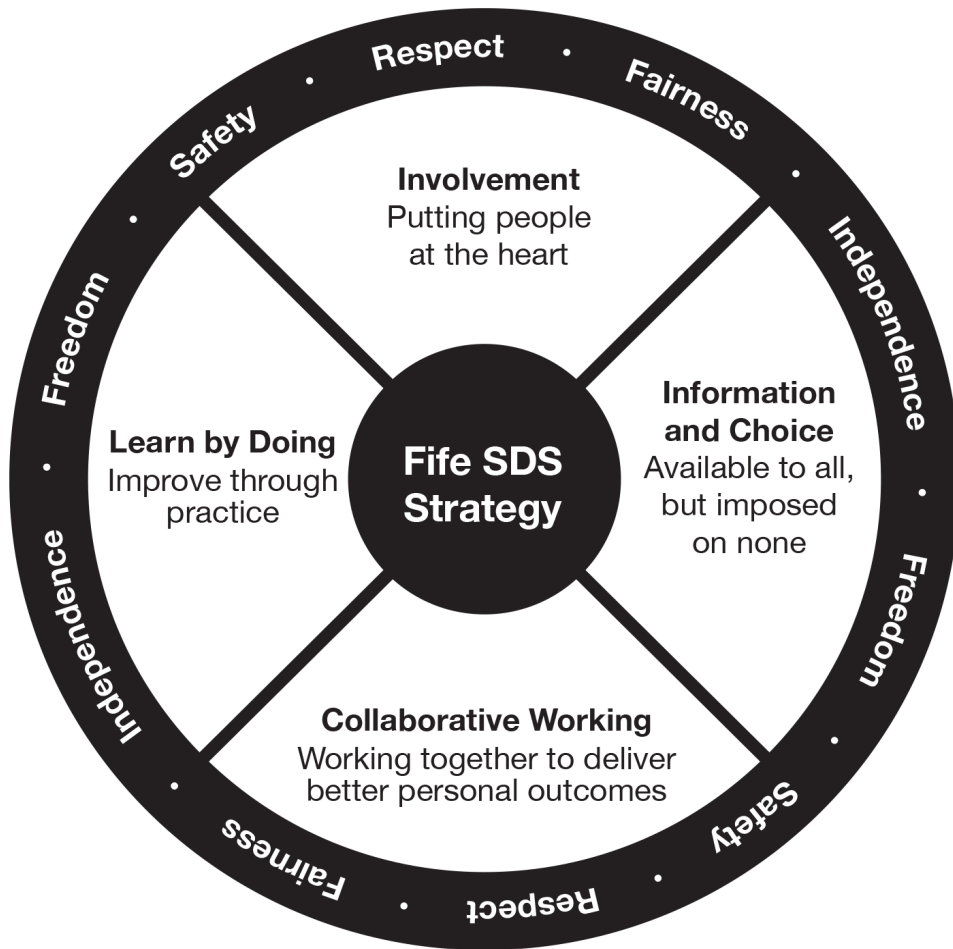 Respect · Fairness · Independence · Freedom · Safety · Respect · Fairness · Independence · Freedom · Safety ·
Involvement
Putting people
at the heart
Information
and Choice
Available to all,
but imposed
on none
Fife SDS
Strategy
Learn by Doing
Improve through
practice
Collaborative Working
Working together to deliver
better personal outcomes